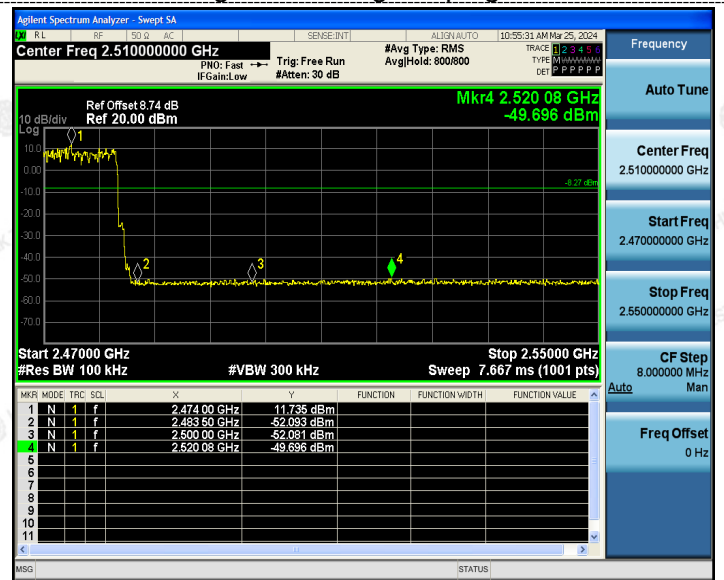 Agilent Spectrum Analyzer - Swept SA
LXI RL RF 50 Ω AC SENSE:INT ALIGN AUTO 10:55:31 AM Mar 25, 2024
Center Freq 2.510000000 GHz
PNO: Fast
IFGain:Low
Trig: Free Run
#Atten: 30 dB
#Avg Type: RMS
Avg|Hold: 800/800
TRACE 1 2 3 4 5 6
TYPE M W W W W W
DET P P P P P P
Ref Offset 8.74 dB
10 dB/div Ref 20.00 dBm
Log
Mkr4 2.520 08 GHz
-49.696 dBm
10.0
0.00
-10.0
-20.0
-30.0
-40.0
-50.0
-60.0
-70.0
1
-8.27 dBm
2
3
4
Start 2.47000 GHz Stop 2.55000 GHz
#Res BW 100 kHz #VBW 300 kHz Sweep 7.667 ms (1001 pts)
MKR MODE TRC SCL X Y FUNCTION FUNCTION WIDTH FUNCTION VALUE
1 N 1 f 2.474 00 GHz 11.735 dBm
2 N 1 f 2.483 50 GHz -52.093 dBm
3 N 1 f 2.500 00 GHz -52.081 dBm
4 N 1 f 2.520 08 GHz -49.696 dBm
5
6
7
8
9
10
11
MSG STATUS
Frequency
Auto Tune
Center Freq
2.510000000 GHz
Start Freq
2.470000000 GHz
Stop Freq
2.550000000 GHz
CF Step
8.000000 MHz
Auto Man
Freq Offset
0 Hz